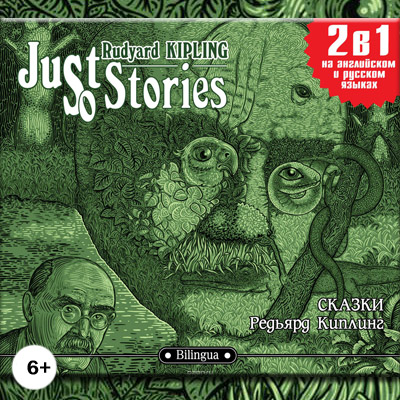 Rudyard KIPLING
Just So Stories
2 в 1
на английском
и русском
языках
СКАЗКИ
Редьярд Киплинг
6+
Bilingua